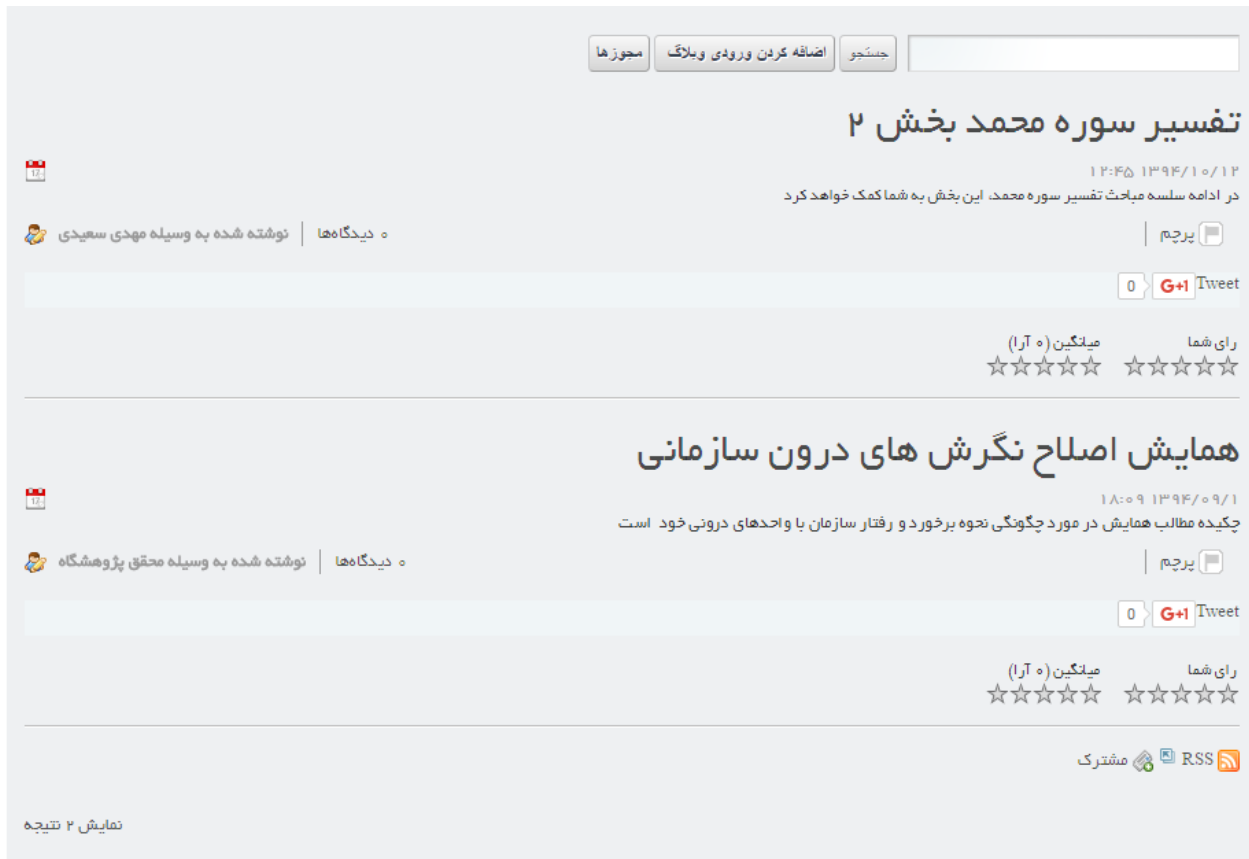 جستجو اضافه کردن ورودی وبلاگ مجوزها
تفسیر سوره محمد بخش ۲
۱۳۹۴/۱۰/۱۲ ۱۲:۴۵
در ادامه سلسه مباحث تفسیر سوره محمد، این بخش به شما کمک خواهد کرد
پرچم ۰ دیدگاه‌ها نوشته شده به وسیله مهدی سعیدی
Tweet G+1 0
رای شما میانگین (۰ آرا)
همایش اصلاح نگرش های درون سازمانی
۱۳۹۴/۰۹/۱ ۱۸:۰۹
چکیده مطالب همایش در مورد چگونگی نحوه برخورد و رفتار سازمان با واحدهای درونی خود است
پرچم ۰ دیدگاه‌ها نوشته شده به وسیله محقق پژوهشگاه
Tweet G+1 0
رای شما میانگین (۰ آرا)
RSS مشترک
نمایش ۲ نتیجه